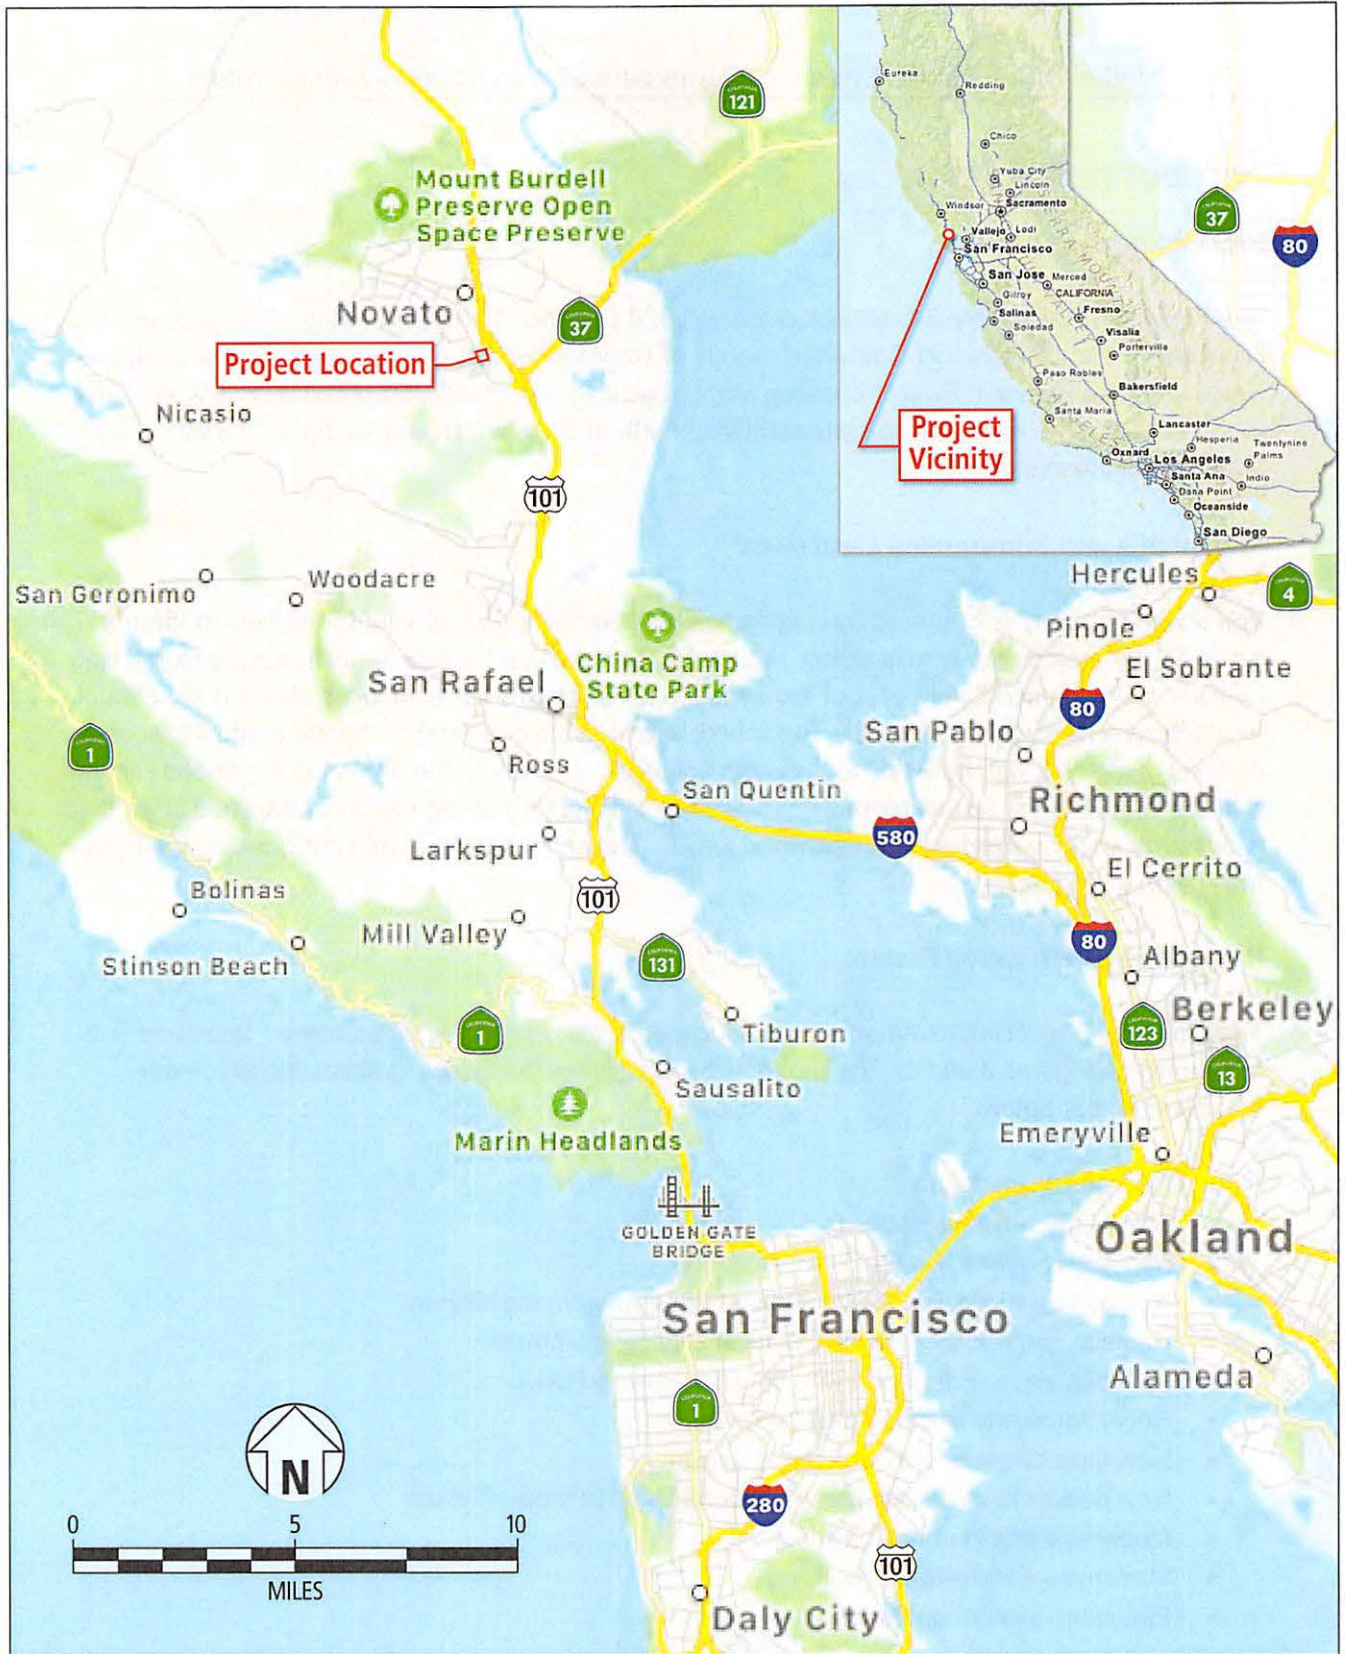 121
Mount Burdell
Preserve Open
Space Preserve
Novato
37
Project Location
Nicasio
101
San Geronimo
Woodacre
China Camp
State Park
San Rafael
1
Ross
San Quentin
Larkspur
580
101
Bolinas
Mill Valley
Stinson Beach
131
1
Tiburon
Sausalito
Marin Headlands
GOLDEN GATE
BRIDGE
San Francisco
1
280
101
Daly City
Hercules
4
Pinole
El Sobrante
80
San Pablo
Richmond
El Cerrito
80
Albany
Berkeley
123
13
Emeryville
Oakland
Alameda
37
80
Eureka
Redding
Chico
Yuba City
Lincoln
Windsor
Sacramento
Vallejo
Lodi
San Francisco
San Jose
Merced
Gilroy
CALIFORNIA
Salinas
Fresno
Soledad
Visalia
Porterville
Paso Robles
Bakersfield
Santa Maria
Lancaster
Hesperia
Twentynine
Palms
Oxnard
Los Angeles
Santa Ana
Indio
Dana Point
Oceanside
San Diego
Project
Vicinity
N
0 5 10
MILES